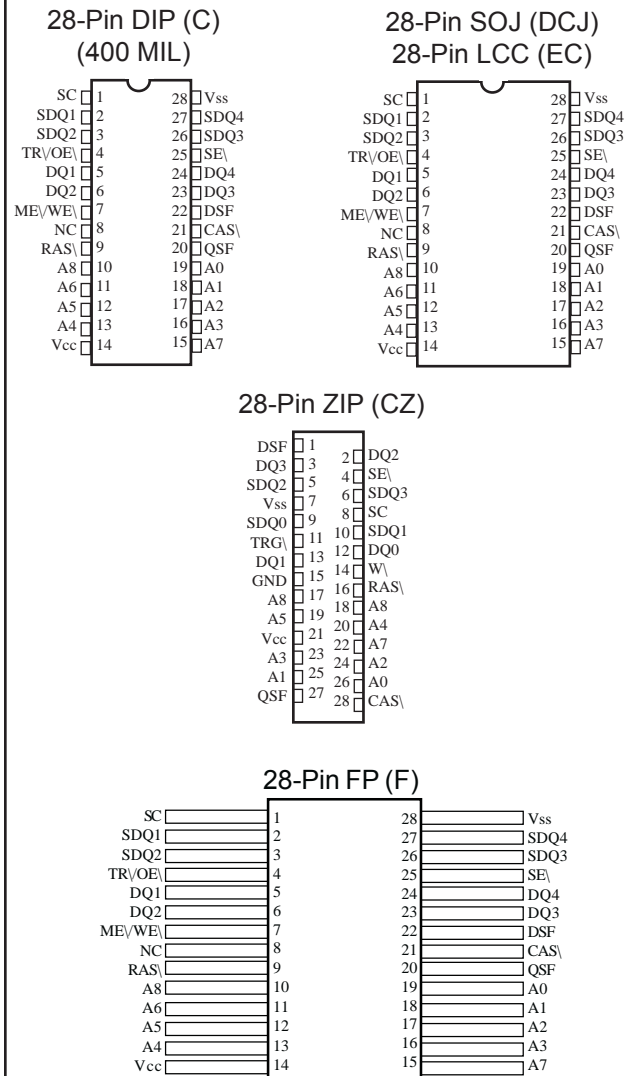 28-Pin DIP (C)
(400 MIL)
SC 1 28 Vss
SDQ1 2 27 SDQ4
SDQ2 3 26 SDQ3
TR\/OE\ 4 25 SE\
DQ1 5 24 DQ4
DQ2 6 23 DQ3
ME\/WE\ 7 22 DSF
NC 8 21 CAS\
RAS\ 9 20 QSF
A8 10 19 A0
A6 11 18 A1
A5 12 17 A2
A4 13 16 A3
Vcc 14 15 A7
28-Pin SOJ (DCJ)
28-Pin LCC (EC)
SC 1 28 Vss
SDQ1 2 27 SDQ4
SDQ2 3 26 SDQ3
TR\/OE\ 4 25 SE\
DQ1 5 24 DQ4
DQ2 6 23 DQ3
ME\/WE\ 7 22 DSF
NC 8 21 CAS\
RAS\ 9 20 QSF
A8 10 19 A0
A6 11 18 A1
A5 12 17 A2
A4 13 16 A3
Vcc 14 15 A7
28-Pin ZIP (CZ)
DSF 1
2 DQ2
DQ3 3
4 SE\
SDQ2 5
6 SDQ3
Vss 7
8 SC
SDQ0 9
10 SDQ1
TRG\ 11
12 DQ0
DQ1 13
14 W\
GND 15
16 RAS\
A8 17
18 A8
A5 19
20 A4
Vcc 21
22 A7
A3 23
24 A2
A1 25
26 A0
QSF 27
28 CAS\
28-Pin FP (F)
SC 1 28 Vss
SDQ1 2 27 SDQ4
SDQ2 3 26 SDQ3
TR\/OE\ 4 25 SE\
DQ1 5 24 DQ4
DQ2 6 23 DQ3
ME\/WE\ 7 22 DSF
NC 8 21 CAS\
RAS\ 9 20 QSF
A8 10 19 A0
A6 11 18 A1
A5 12 17 A2
A4 13 16 A3
Vcc 14 15 A7